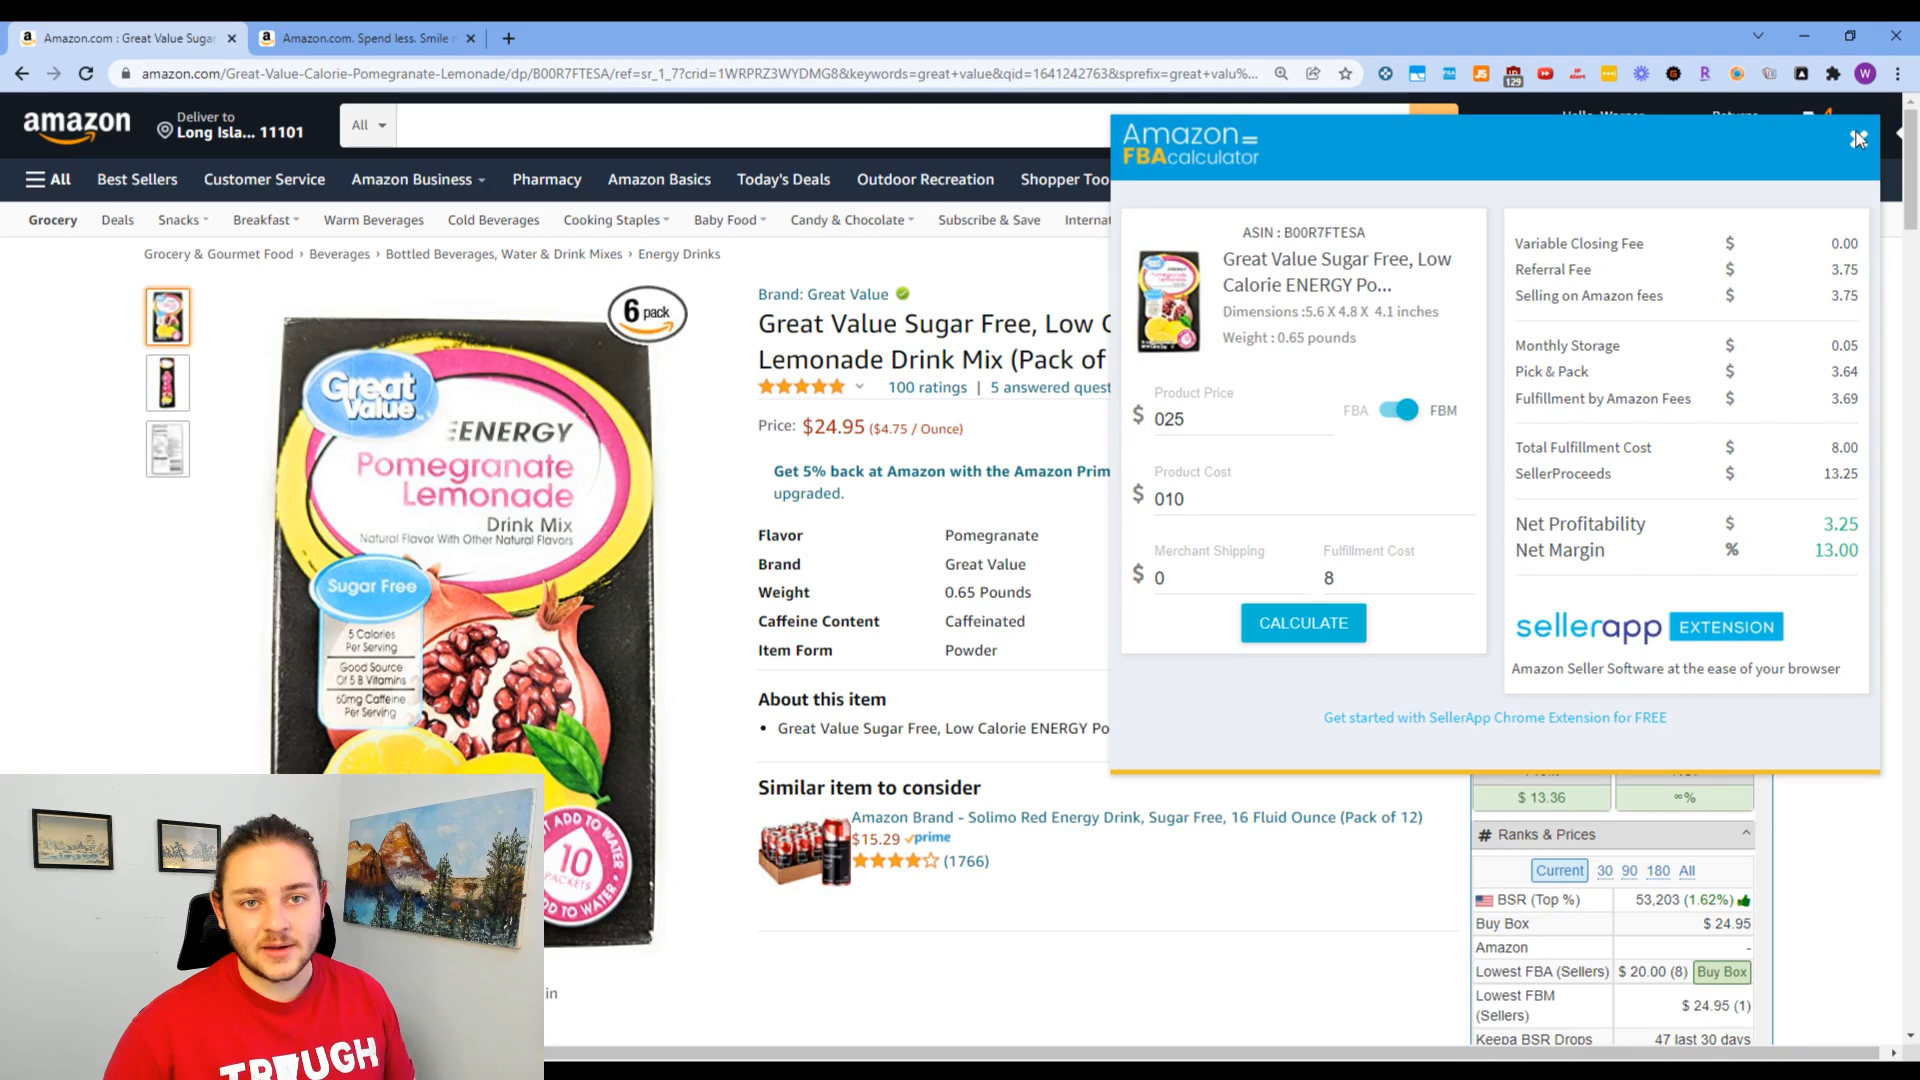 Amazon.com : Great Value Sugar
Amazon.com. Spend less. Smile
amazon.com/Great-Value-Calorie-Pomegranate-Lemonade/dp/B00R7FTESA/ref=sr_1_7?crid=1WRPRZ3WYDMG8&keywords=great+value&qid=1641242763&sprefix=great+valu%...
129
W
amazon
Deliver to
Long Isla... 11101
All
All
Best Sellers
Customer Service
Amazon Business
Pharmacy
Amazon Basics
Today's Deals
Outdoor Recreation
Shopper Too
Grocery
Deals
Snacks
Breakfast
Warm Beverages
Cold Beverages
Cooking Staples
Baby Food
Candy & Chocolate
Subscribe & Save
Interna
Grocery & Gourmet Food › Beverages › Bottled Beverages, Water & Drink Mixes › Energy Drinks
6 pack
Great Value
ENERGY
Pomegranate
Lemonade
Drink Mix
Natural Flavor With Other Natural Flavors
Sugar Free
5 Calories
Per Serving
Good Source
Of 5 B Vitamins
60mg Caffeine
Per Serving
ADD TO WATER
10
PACKETS
Brand: Great Value
Great Value Sugar Free, Low C
Lemonade Drink Mix (Pack of
100 ratings | 5 answered quest
Price: $24.95 ($4.75 / Ounce)
Get 5% back at Amazon with the Amazon Prim
upgraded.
Flavor Pomegranate
Brand Great Value
Weight 0.65 Pounds
Caffeine Content Caffeinated
Item Form Powder
About this item
• Great Value Sugar Free, Low Calorie ENERGY Po
Similar item to consider
Amazon Brand - Solimo Red Energy Drink, Sugar Free, 16 Fluid Ounce (Pack of 12)
$15.29 prime
(1766)
in
Amazon
FBAcalculator
ASIN : B00R7FTESA
Great Value Sugar Free, Low
Calorie ENERGY Po...
Dimensions :5.6 X 4.8 X 4.1 inches
Weight : 0.65 pounds
Product Price
$ 025
FBA FBM
Product Cost
$ 010
Merchant Shipping Fulfillment Cost
$ 0 8
CALCULATE
Variable Closing Fee $ 0.00
Referral Fee $ 3.75
Selling on Amazon fees $ 3.75
Monthly Storage $ 0.05
Pick & Pack $ 3.64
Fulfillment by Amazon Fees $ 3.69
Total Fulfillment Cost $ 8.00
SellerProceeds $ 13.25
Net Profitability $ 3.25
Net Margin % 13.00
sellerapp EXTENSION
Amazon Seller Software at the ease of your browser
Get started with SellerApp Chrome Extension for FREE
$ 13.36 ∞%
# Ranks & Prices
Current 30 90 180 All
BSR (Top %) 53,203 (1.62%)
Buy Box $ 24.95
Amazon -
Lowest FBA (Sellers) $ 20.00 (8) Buy Box
Lowest FBM
(Sellers) $ 24.95 (1)
Keepa BSR Drops 47 last 30 days